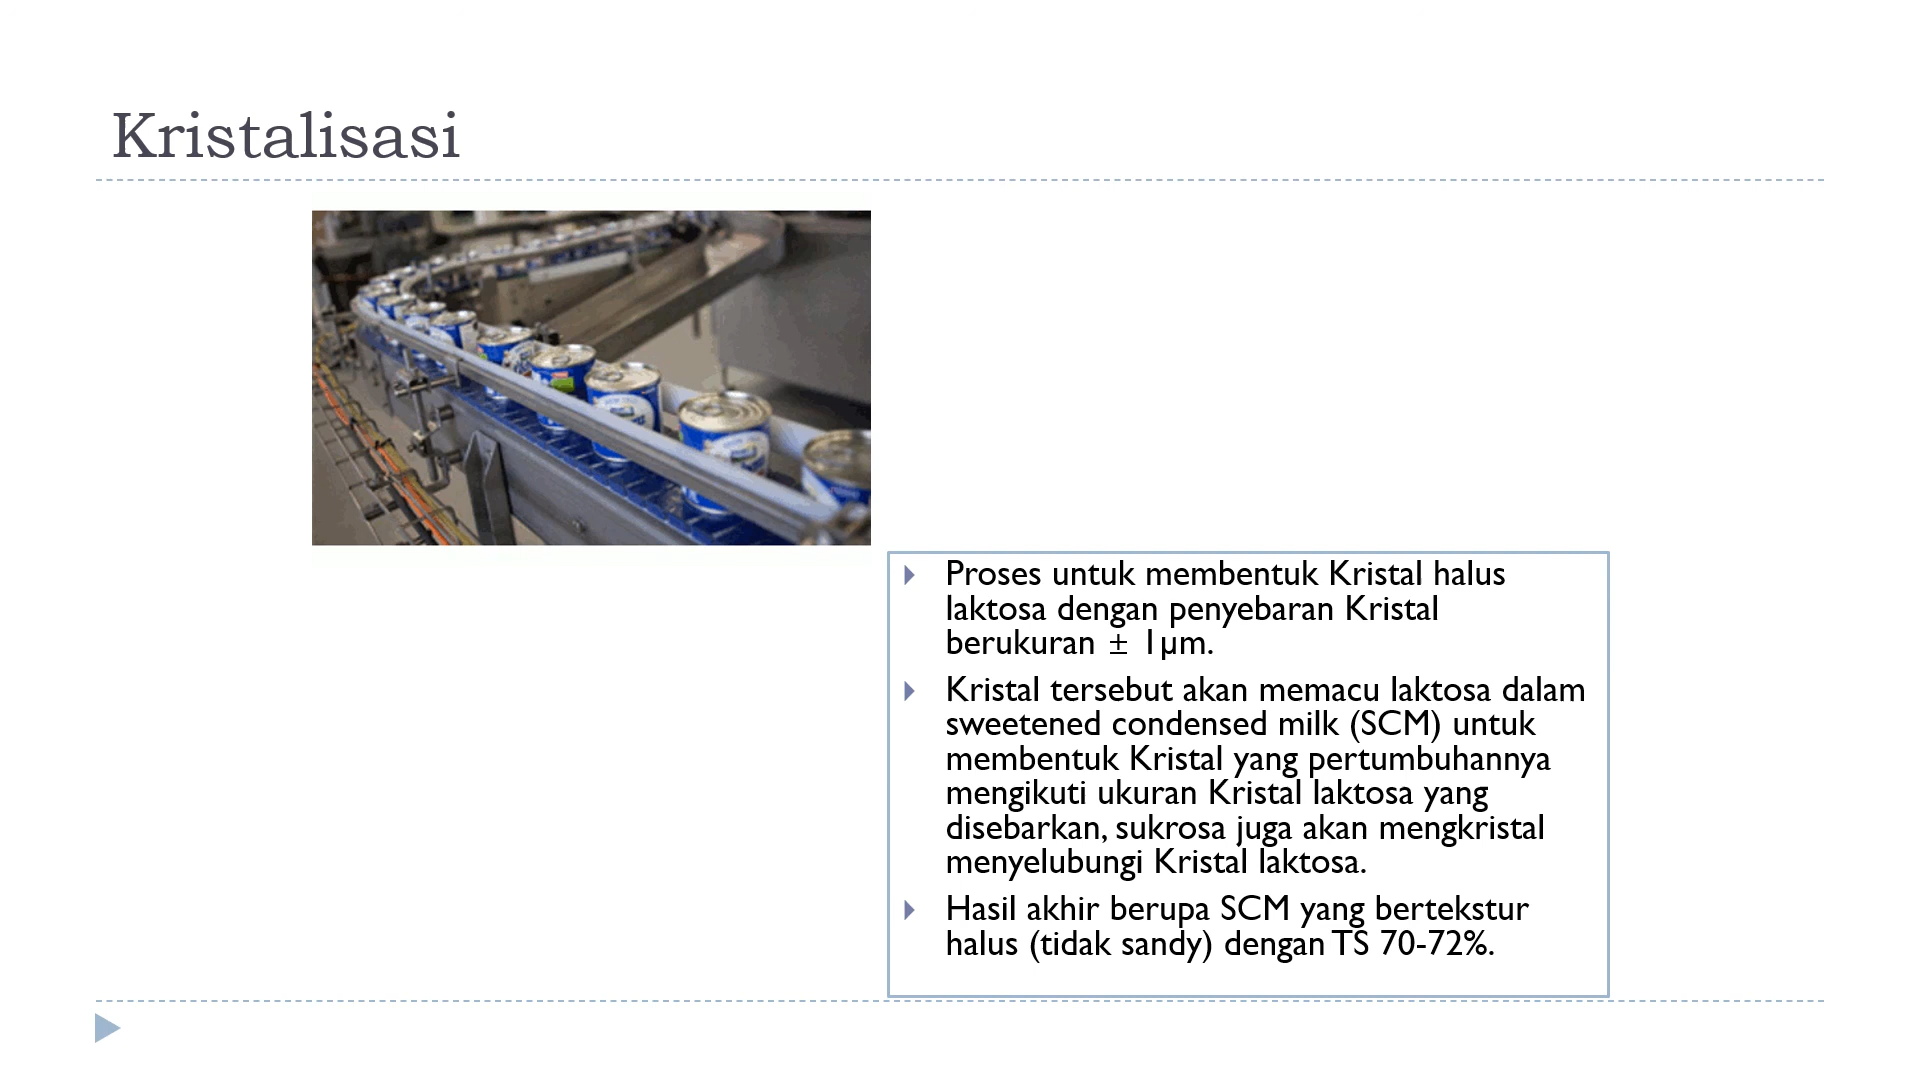 Kristalisasi
Proses untuk membentuk Kristal halus
laktosa dengan penyebaran Kristal
berukuran ± 1µm.
Kristal tersebut akan memacu laktosa dalam
sweetened condensed milk (SCM) untuk
membentuk Kristal yang pertumbuhannya
mengikuti ukuran Kristal laktosa yang
disebarkan, sukrosa juga akan mengkristal
menyelubungi Kristal laktosa.
Hasil akhir berupa SCM yang bertekstur
halus (tidak sandy) dengan TS 70-72%.